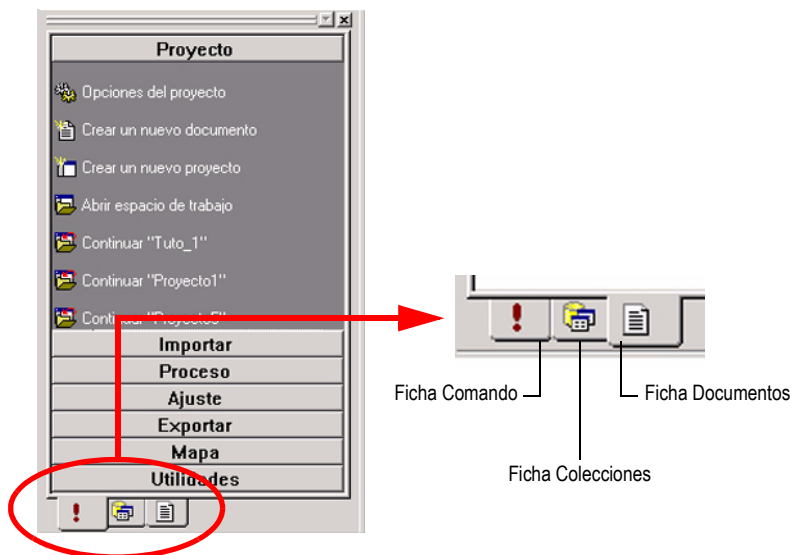 Proyecto
Opciones del proyecto
Crear un nuevo documento
Crear un nuevo proyecto
Abrir espacio de trabajo
Continuar "Tuto_1"
Continuar "Proyecto1"
Continuar
Importar
Proceso
Ajuste
Exportar
Mapa
Utilidades
Ficha Comando
Ficha Documentos
Ficha Colecciones